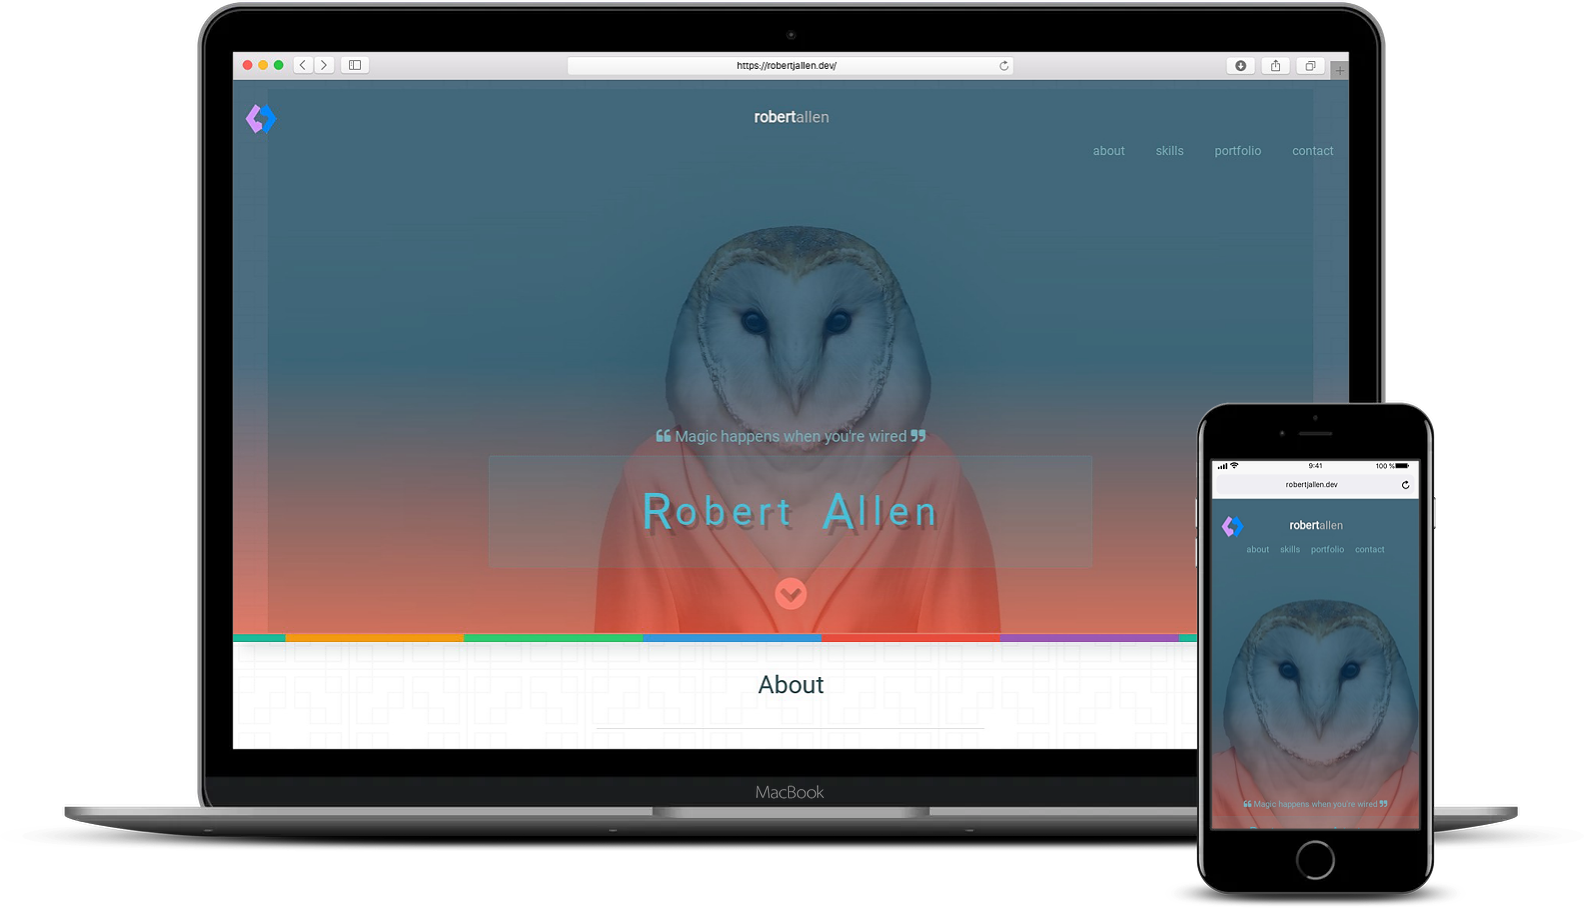 https://robertjallen.dev/
robertallen
about skills portfolio contact
❝ Magic happens when you're wired ❞
Robert Allen
About
MacBook
9:41 100 %
robertjallen.dev
robertallen
about skills portfolio contact
❝ Magic happens when you're wired ❞